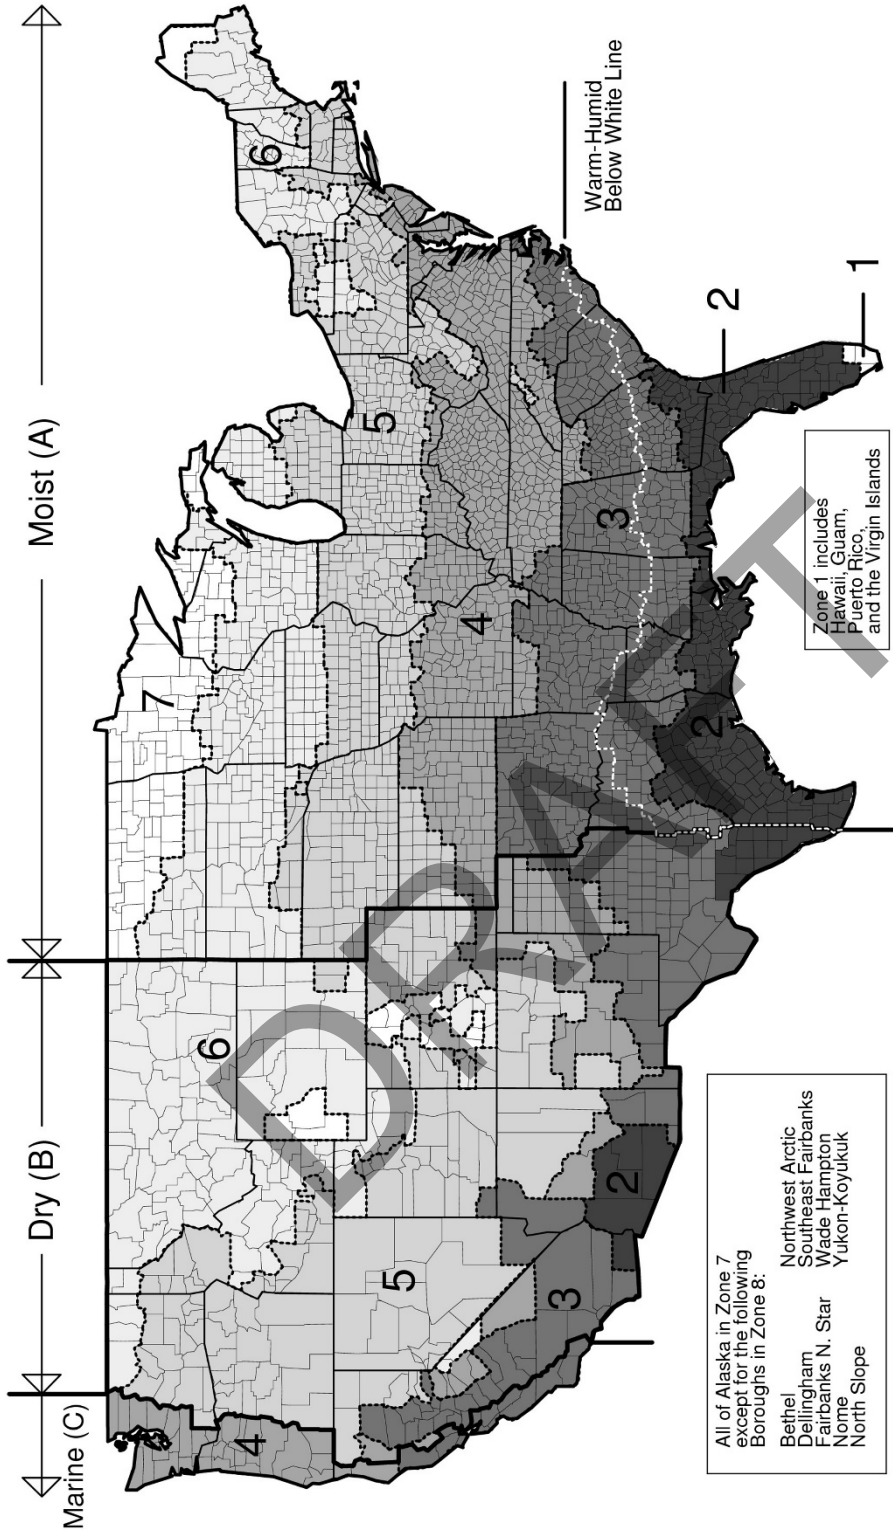 Marine (C)
Dry (B)
Moist (A)
7
6
6
5
5
4
4
3
3
2
2
2
1
Warm-Humid
Below White Line
DRAFT
All of Alaska in Zone 7
except for the following
Boroughs in Zone 8:
Bethel
Dellingham
Fairbanks N. Star
Nome
North Slope
Northwest Arctic
Southeast Fairbanks
Wade Hampton
Yukon-Koyukuk
Zone 1 includes
Hawaii, Guam,
Puerto Rico,
and the Virgin Islands